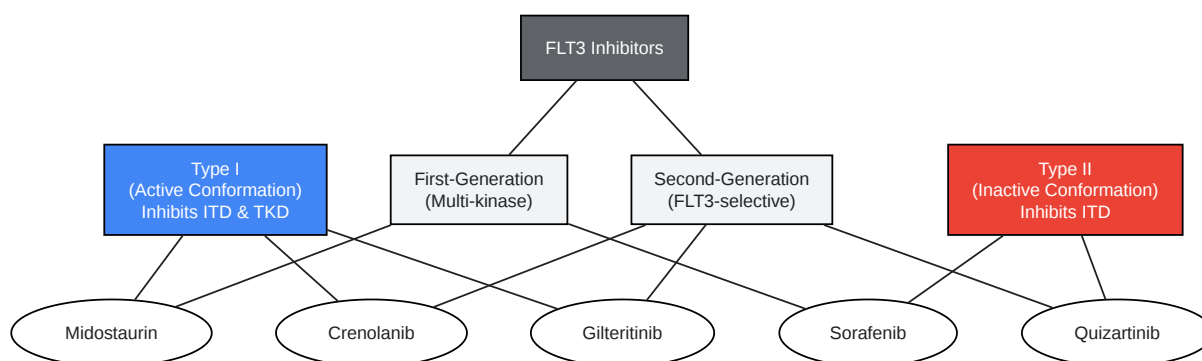 FLT3 Inhibitors
Type I
(Active Conformation)
Inhibits ITD & TKD
First-Generation
(Multi-kinase)
Second-Generation
(FLT3-selective)
Type II
(Inactive Conformation)
Inhibits ITD
Midostaurin
Crenolanib
Gilteritinib
Sorafenib
Quizartinib